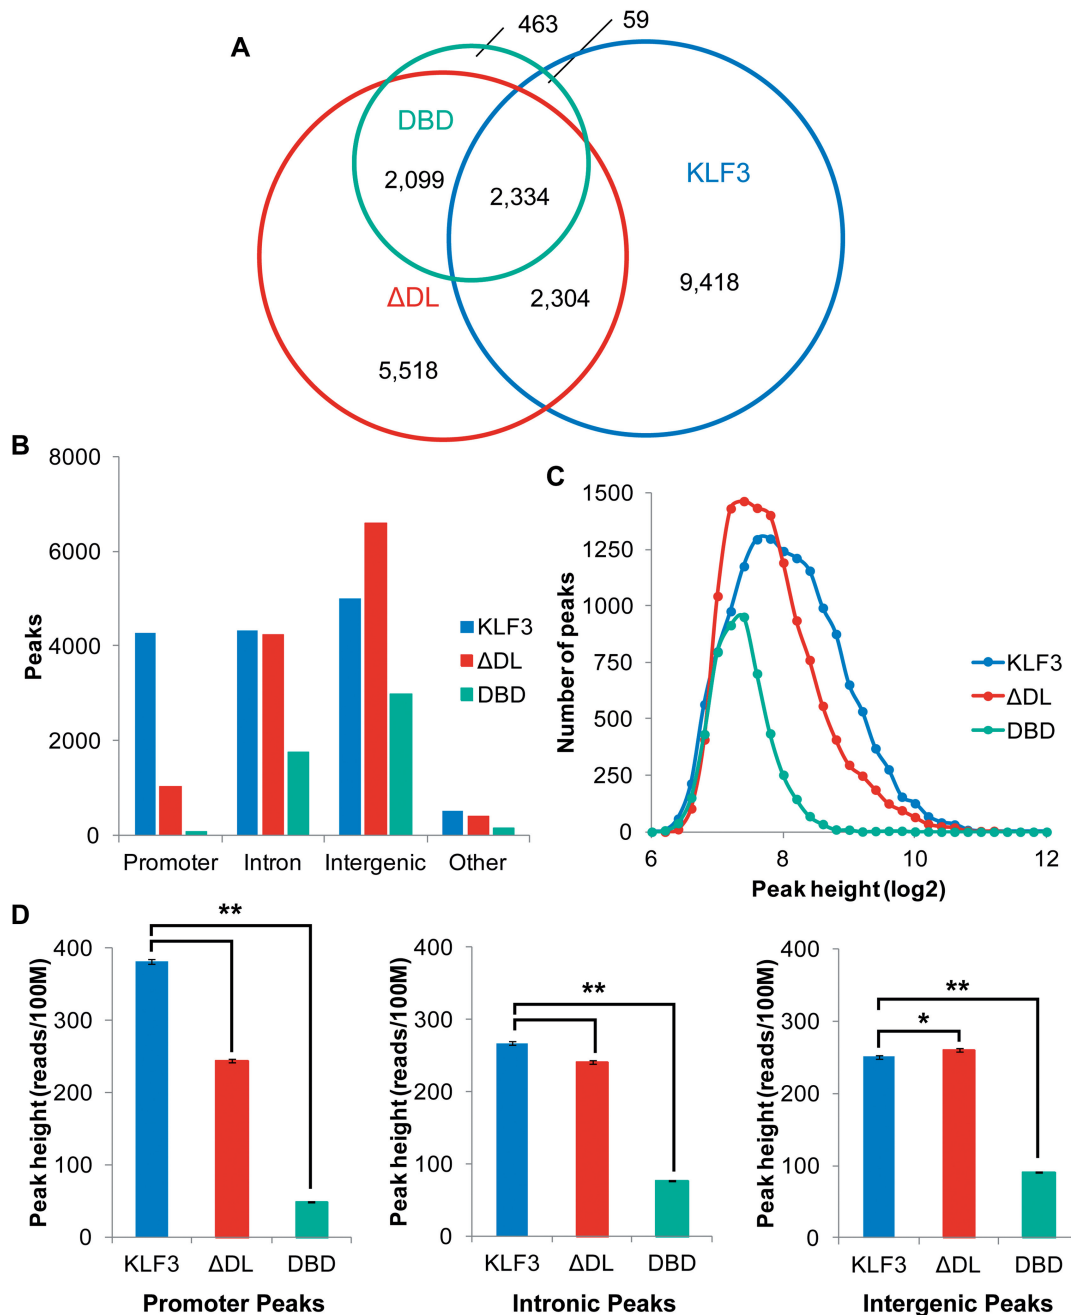 A
463
59
DBD
KLF3
2,099
2,334
ΔDL
2,304
9,418
5,518
B
8000
6000
4000
2000
0
Peaks
Promoter
Intron
Intergenic
Other
KLF3
ΔDL
DBD
C
1500
1250
1000
750
500
250
0
Number of peaks
6
8
10
12
Peak height (log2)
KLF3
ΔDL
DBD
D
400
300
200
100
0
Peak height (reads/100M)
**
KLF3
ΔDL
DBD
Promoter Peaks
400
300
200
100
0
Peak height (reads/100M)
**
KLF3
ΔDL
DBD
Intronic Peaks
400
300
200
100
0
Peak height (reads/100M)
**
*
KLF3
ΔDL
DBD
Intergenic Peaks